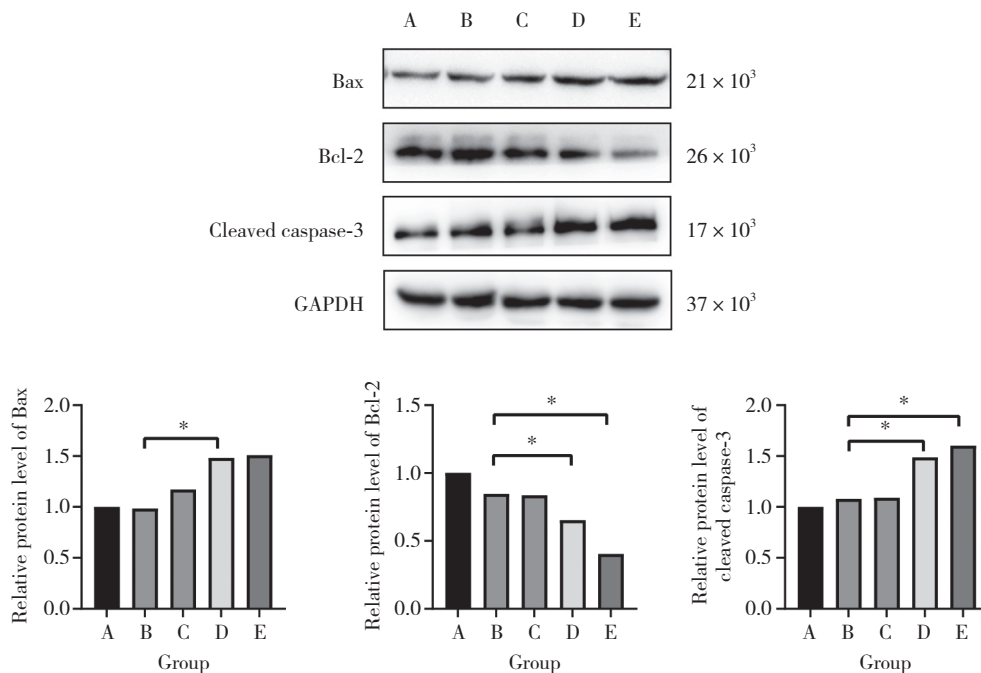 A B C D E
Bax 21 × 10³
Bcl-2 26 × 10³
Cleaved caspase-3 17 × 10³
GAPDH 37 × 10³
Relative protein level of Bax
2.0
1.5
1.0
0.5
0.0
*
A B C D E
Group
Relative protein level of Bcl-2
1.5
1.0
0.5
0.0
*
*
A B C D E
Group
Relative protein level of
cleaved caspase-3
2.0
1.5
1.0
0.5
0.0
*
*
A B C D E
Group